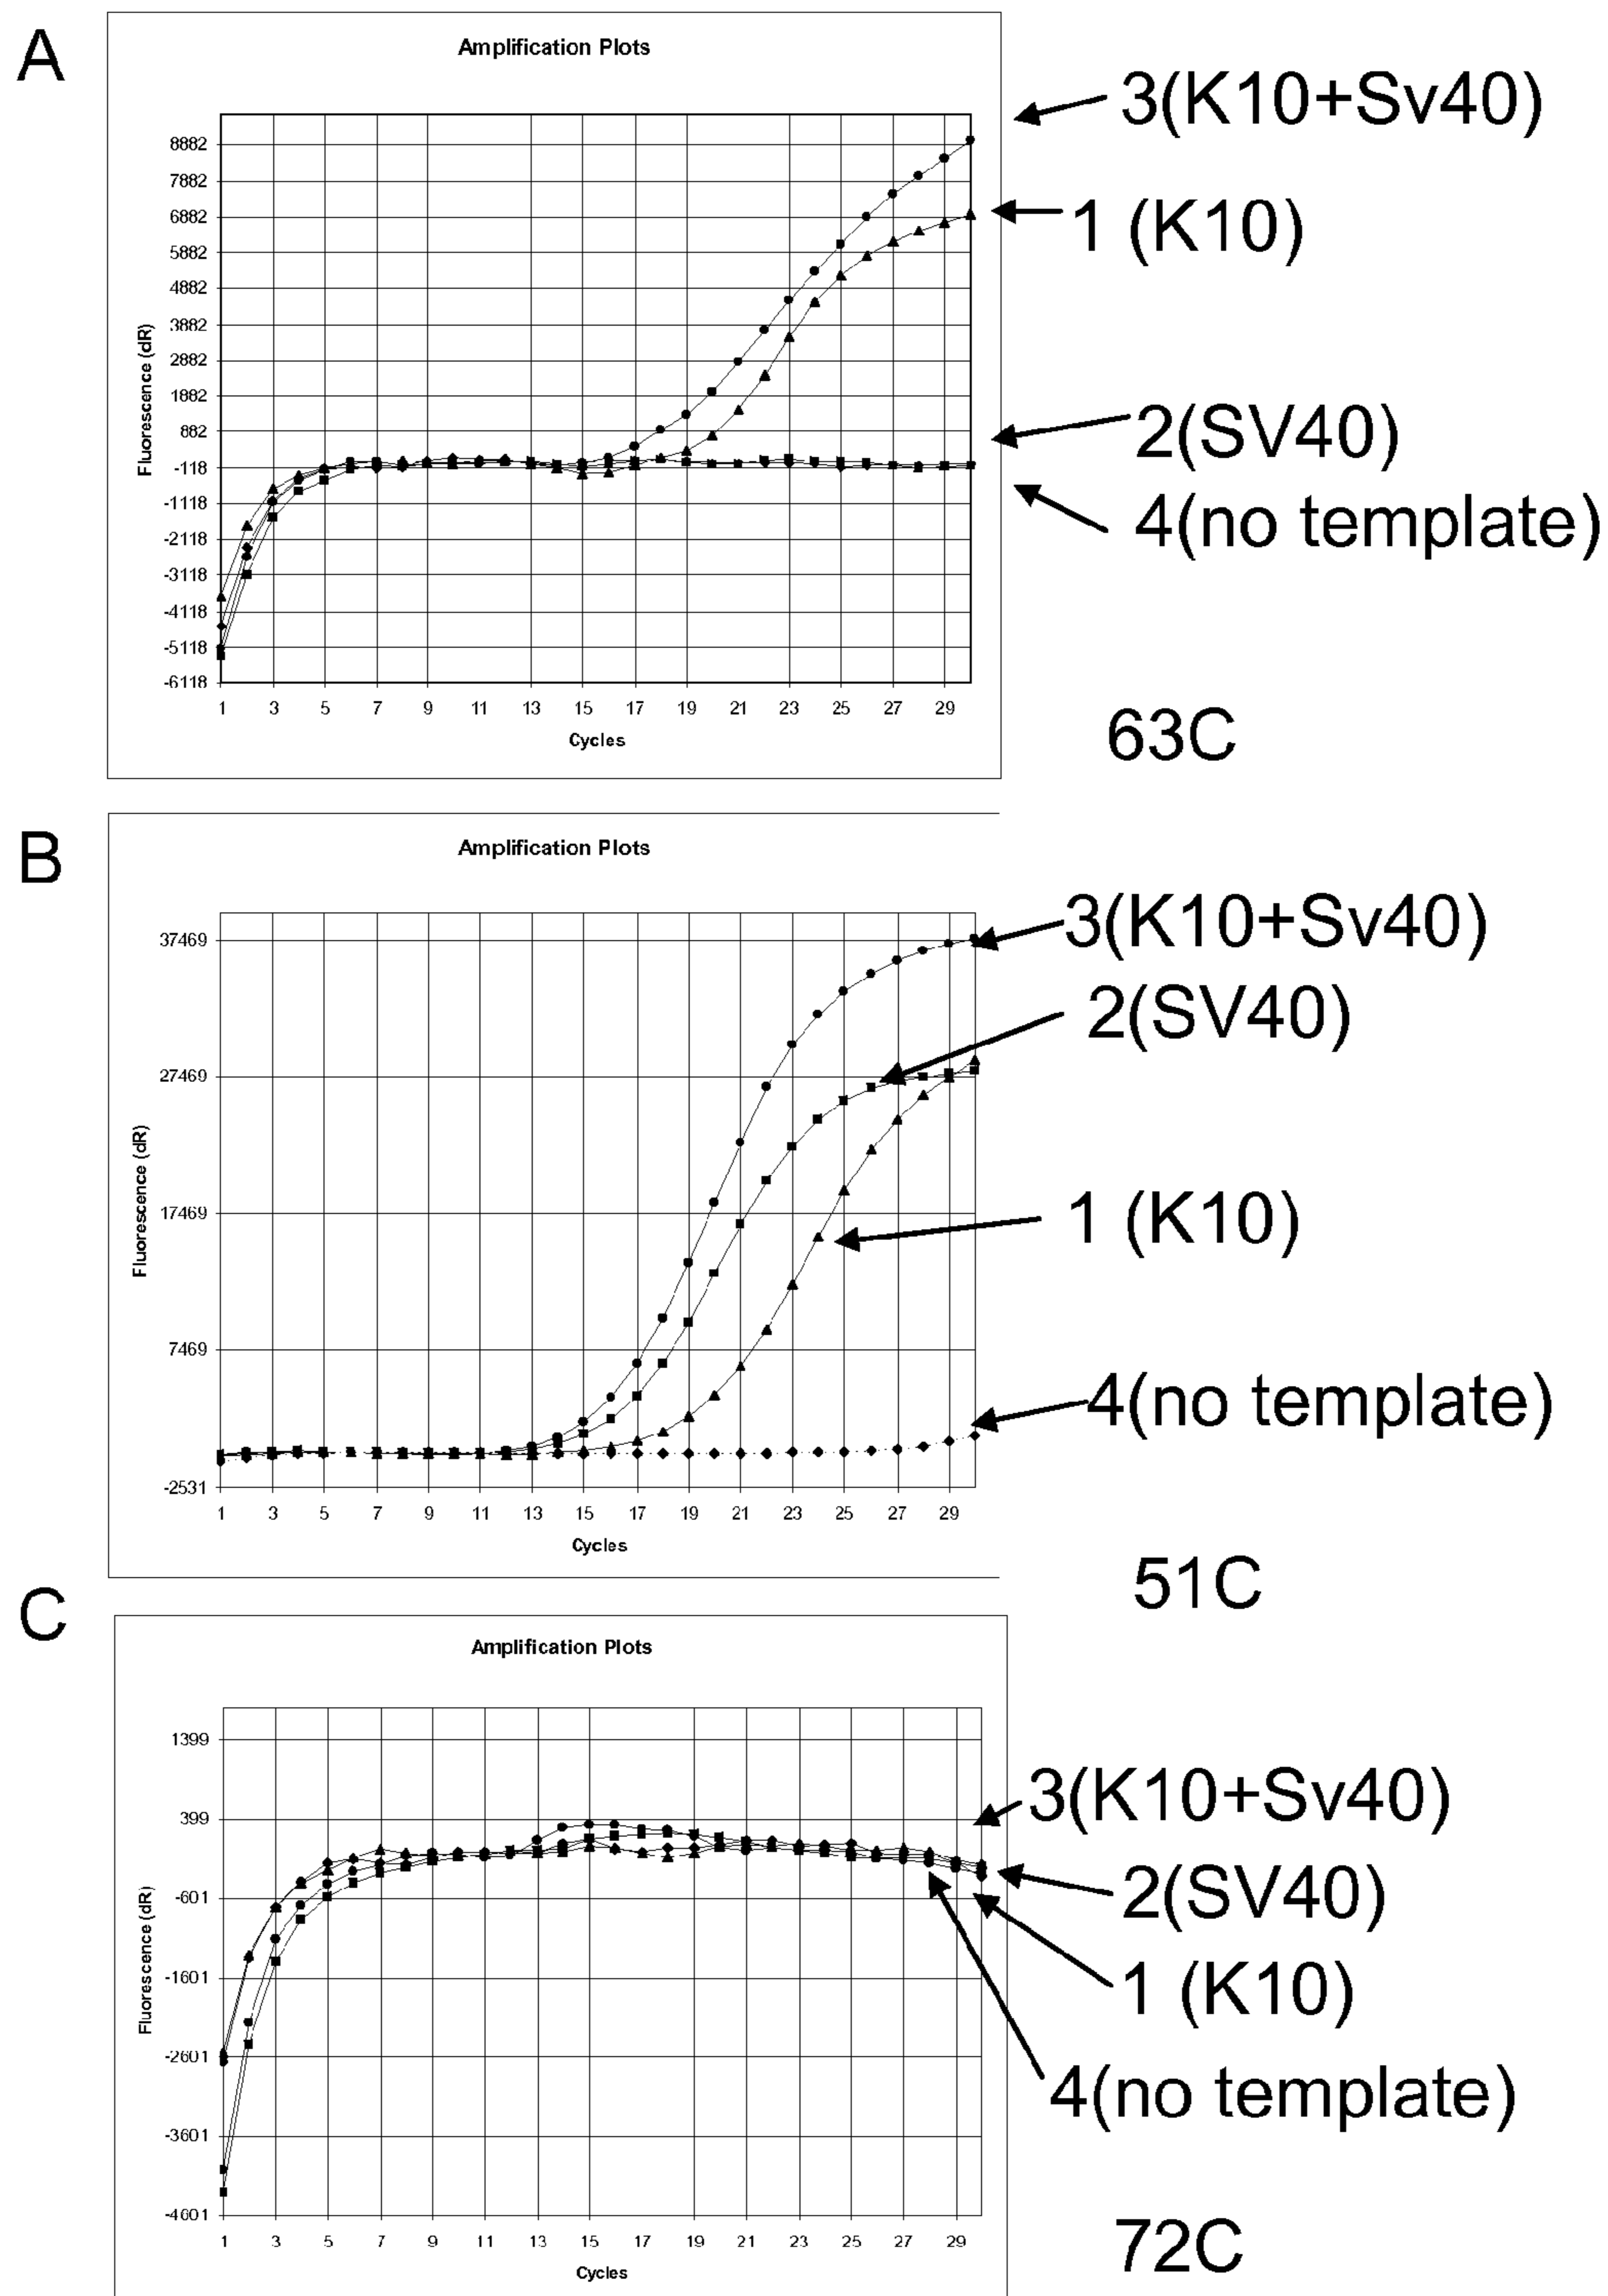 A
Amplification Plots
3(K10+Sv40)
1 (K10)
2(SV40)
4(no template)
Fluorescence (dR)
8882
7882
6882
5882
4882
3882
2882
1882
882
-118
-1118
-2118
-3118
-4118
-5118
-6118
1 3 5 7 9 11 13 15 17 19 21 23 25 27 29
Cycles
63C
B
Amplification Plots
3(K10+Sv40)
2(SV40)
1 (K10)
4(no template)
Fluorescence (dR)
37469
27469
17469
7469
-2531
1 3 5 7 9 11 13 15 17 19 21 23 25 27 29
Cycles
51C
C
Amplification Plots
3(K10+Sv40)
2(SV40)
1 (K10)
4(no template)
Fluorescence (dR)
1399
399
-601
-1601
-2601
-3601
-4601
1 3 5 7 9 11 13 15 17 19 21 23 25 27 29
Cycles
72C